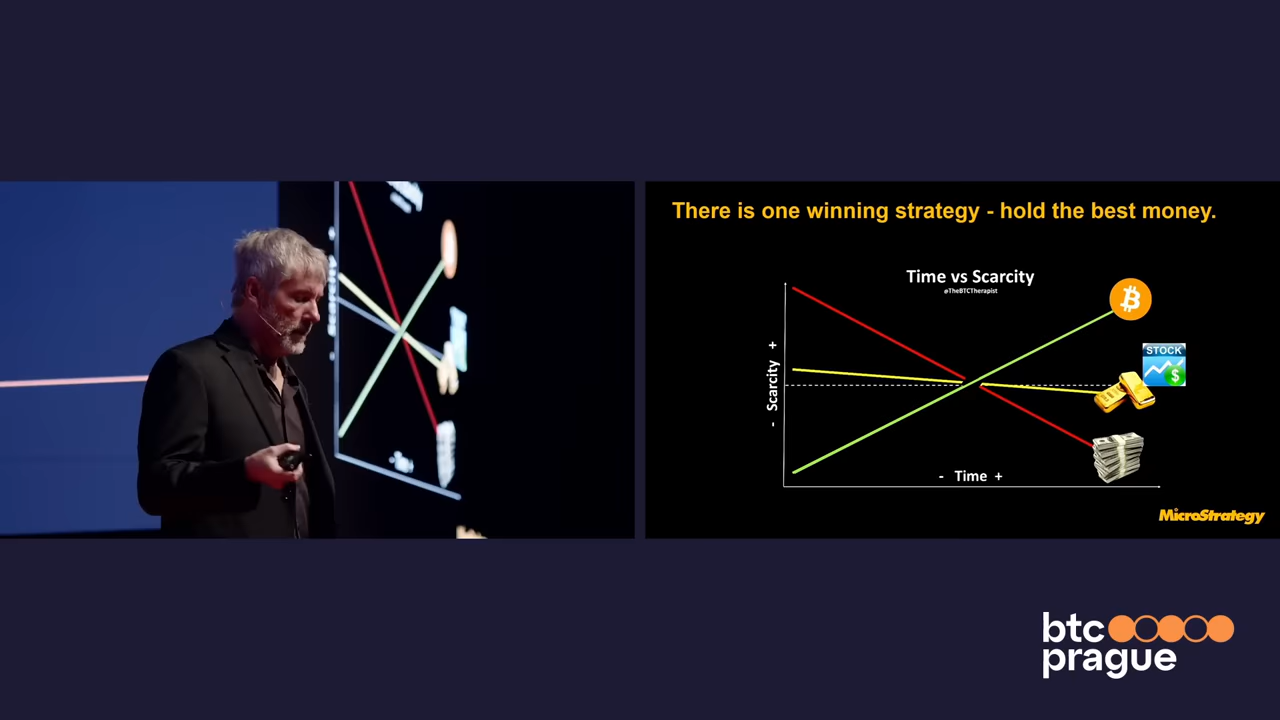 There is one winning strategy - hold the best money.
Time vs Scarcity
@TheBTCTherapist
- Scarcity +
STOCK
$
- Time +
MicroStrategy
btc
prague